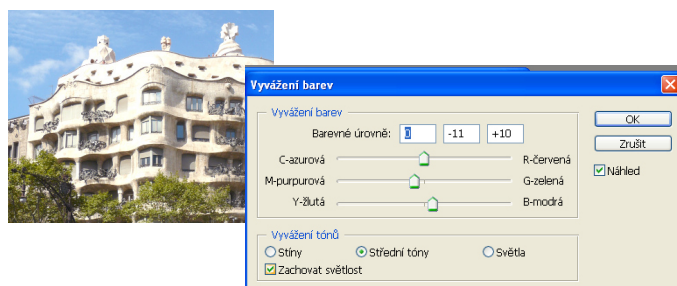 Vyvážení barev
Vyvážení barev
Barevné úrovně: 0 -11 +10
C-azurová R-červená
M-purpurová G-zelená
Y-žlutá B-modrá
OK
Zrušit
Náhled
Vyvážení tónů
Stíny Střední tóny Světla
Zachovat světlost